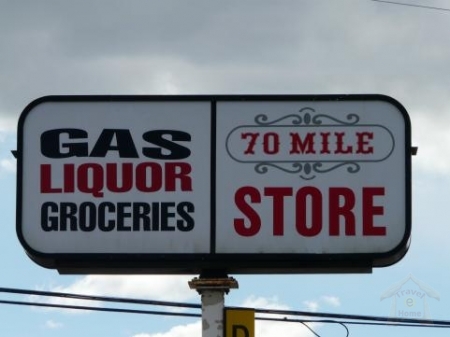 GAS
LIQUOR
GROCERIES
70 MILE
STORE
D